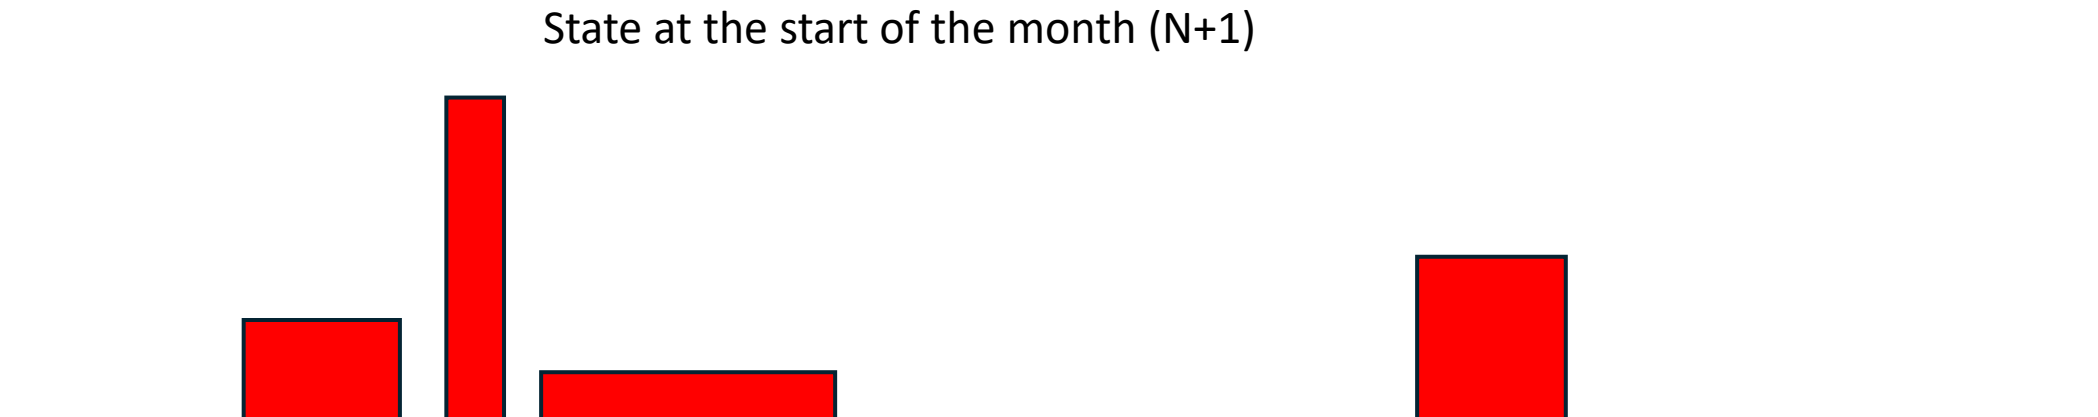 State at the start of the month (N+1)